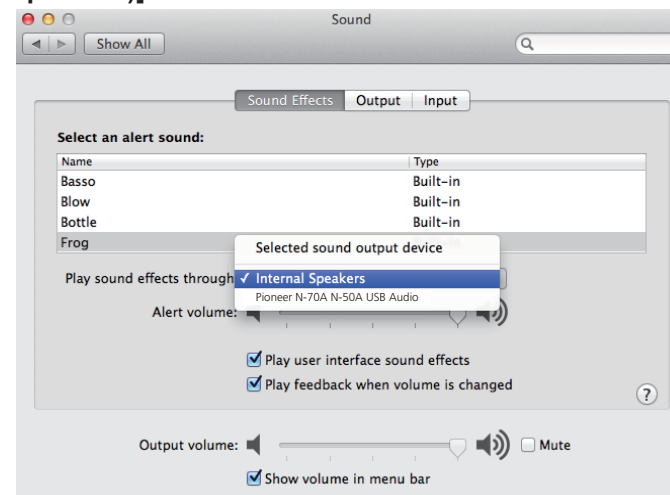 Sound
Show All
Sound Effects Output Input
Select an alert sound:
Name Type
Basso Built-in
Blow Built-in
Bottle Built-in
Frog
Selected sound output device
Play sound effects through ✓ Internal Speakers
Pioneer N-70A N-50A USB Audio
Alert volume:
Play user interface sound effects
Play feedback when volume is changed
?
Output volume: Mute
Show volume in menu bar